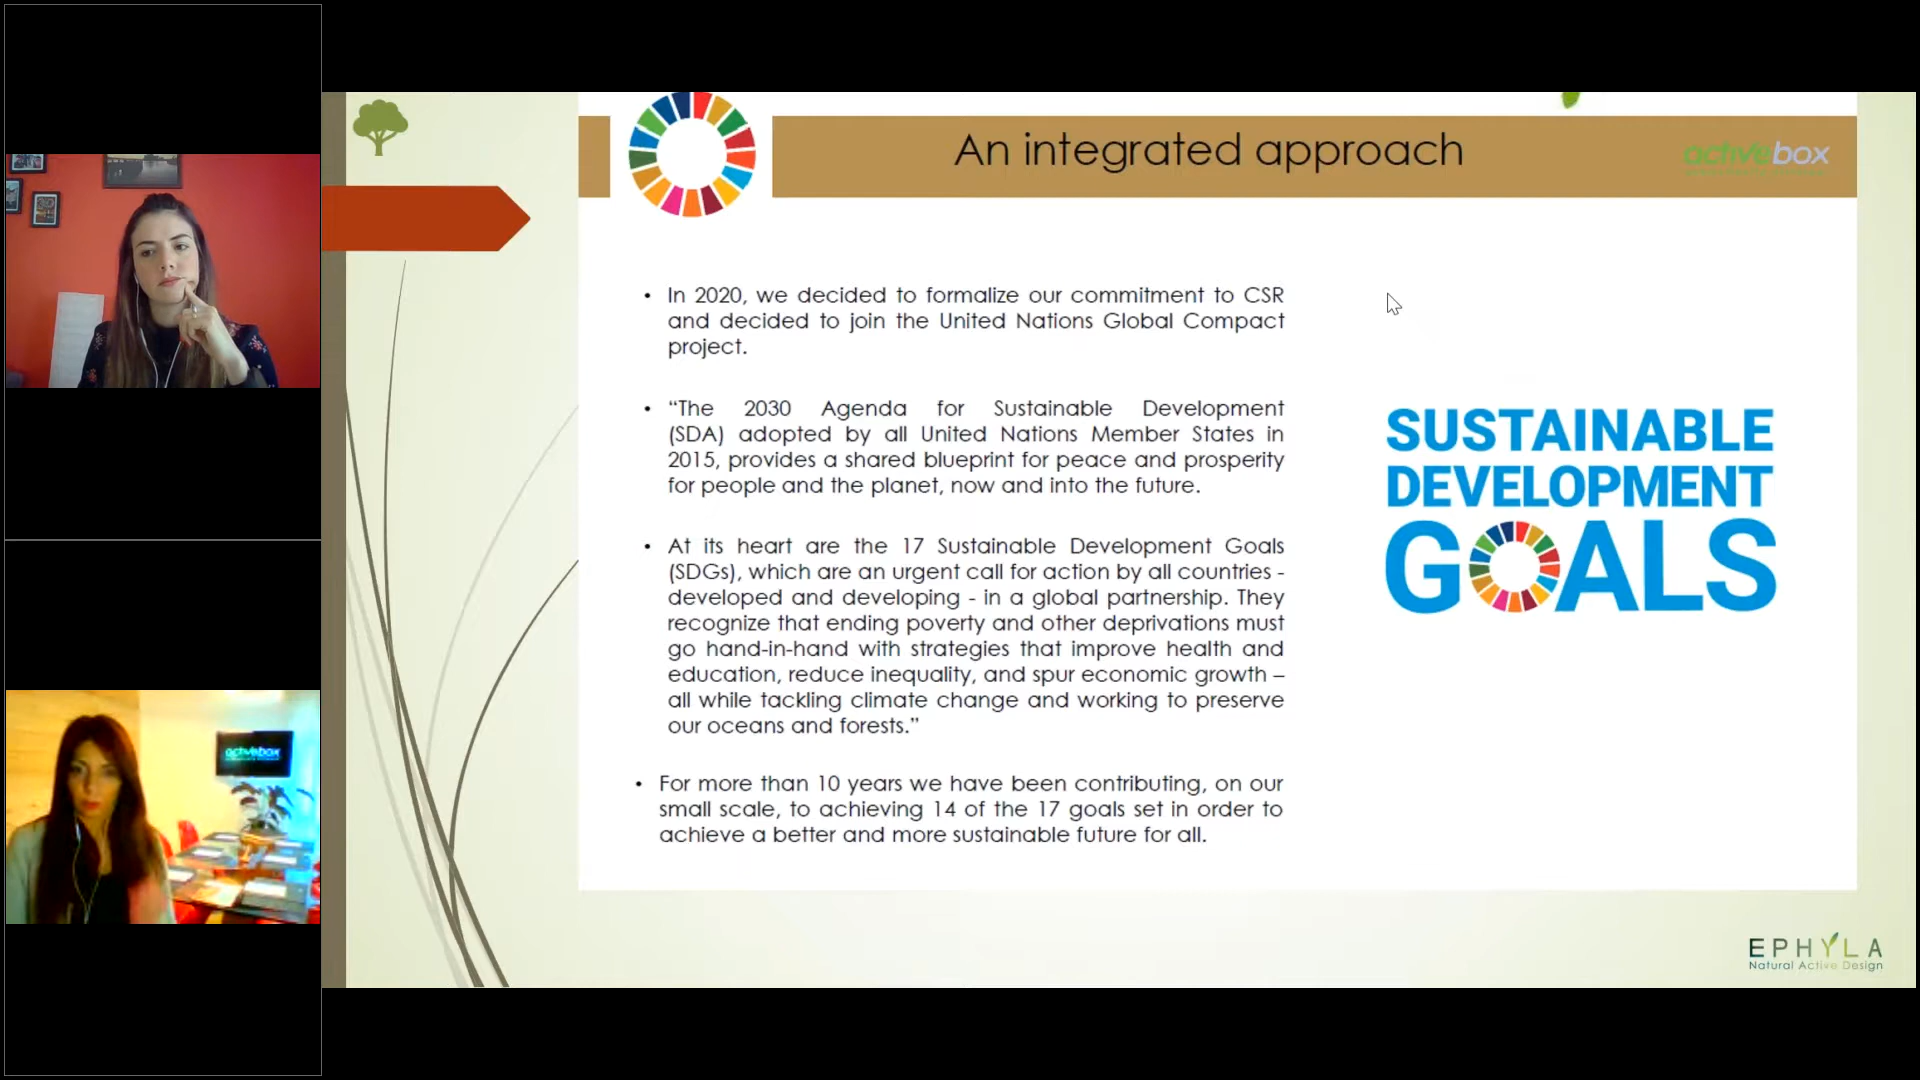 An integrated approach
activebox
• In 2020, we decided to formalize our commitment to CSR
and decided to join the United Nations Global Compact
project.
• “The 2030 Agenda for Sustainable Development
(SDA) adopted by all United Nations Member States in
2015, provides a shared blueprint for peace and prosperity
for people and the planet, now and into the future.
• At its heart are the 17 Sustainable Development Goals
(SDGs), which are an urgent call for action by all countries -
developed and developing - in a global partnership. They
recognize that ending poverty and other deprivations must
go hand-in-hand with strategies that improve health and
education, reduce inequality, and spur economic growth –
all while tackling climate change and working to preserve
our oceans and forests.”
• For more than 10 years we have been contributing, on our
small scale, to achieving 14 of the 17 goals set in order to
achieve a better and more sustainable future for all.
SUSTAINABLE
DEVELOPMENT
GOALS
activebox
EPHYLA
Natural Active Design